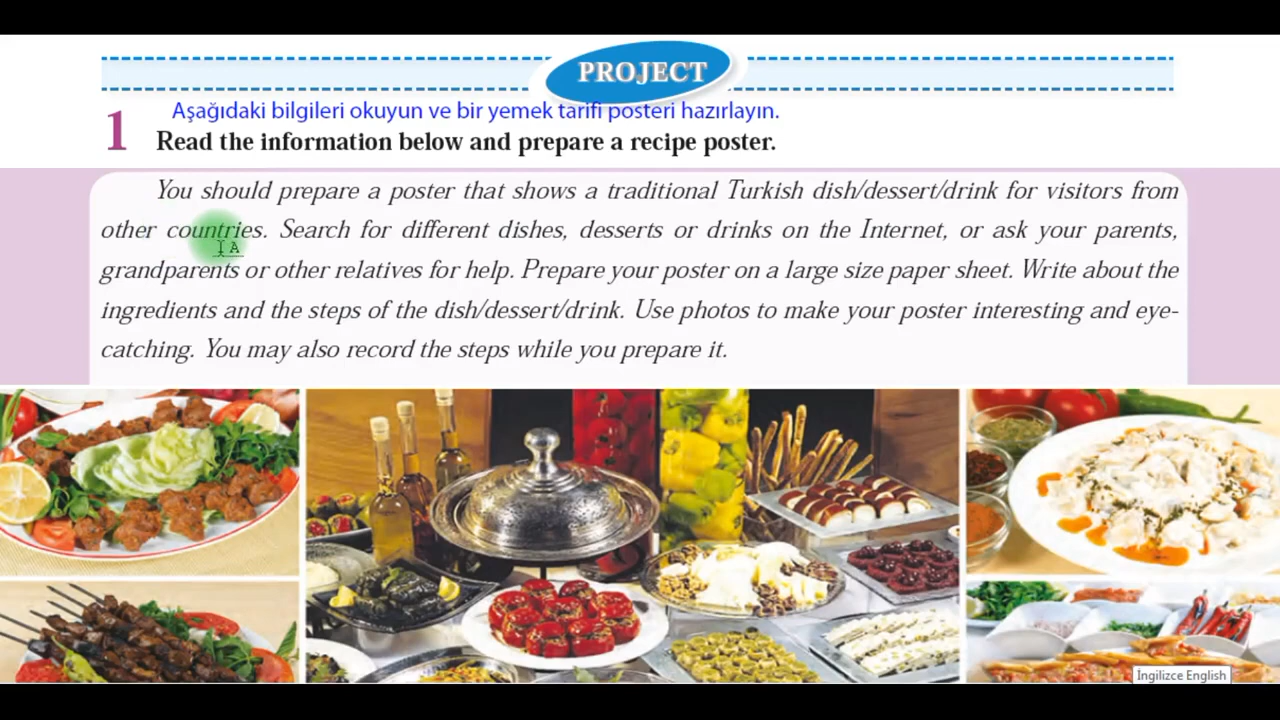 PROJECT
Aşağıdaki bilgileri okuyun ve bir yemek tarifi posteri hazırlayın.
1 Read the information below and prepare a recipe poster.
You should prepare a poster that shows a traditional Turkish dish/dessert/drink for visitors from
other countries. Search for different dishes, desserts or drinks on the Internet, or ask your parents,
grandparents or other relatives for help. Prepare your poster on a large size paper sheet. Write about the
ingredients and the steps of the dish/dessert/drink. Use photos to make your poster interesting and eye-
catching. You may also record the steps while you prepare it.
A
İngilizce English